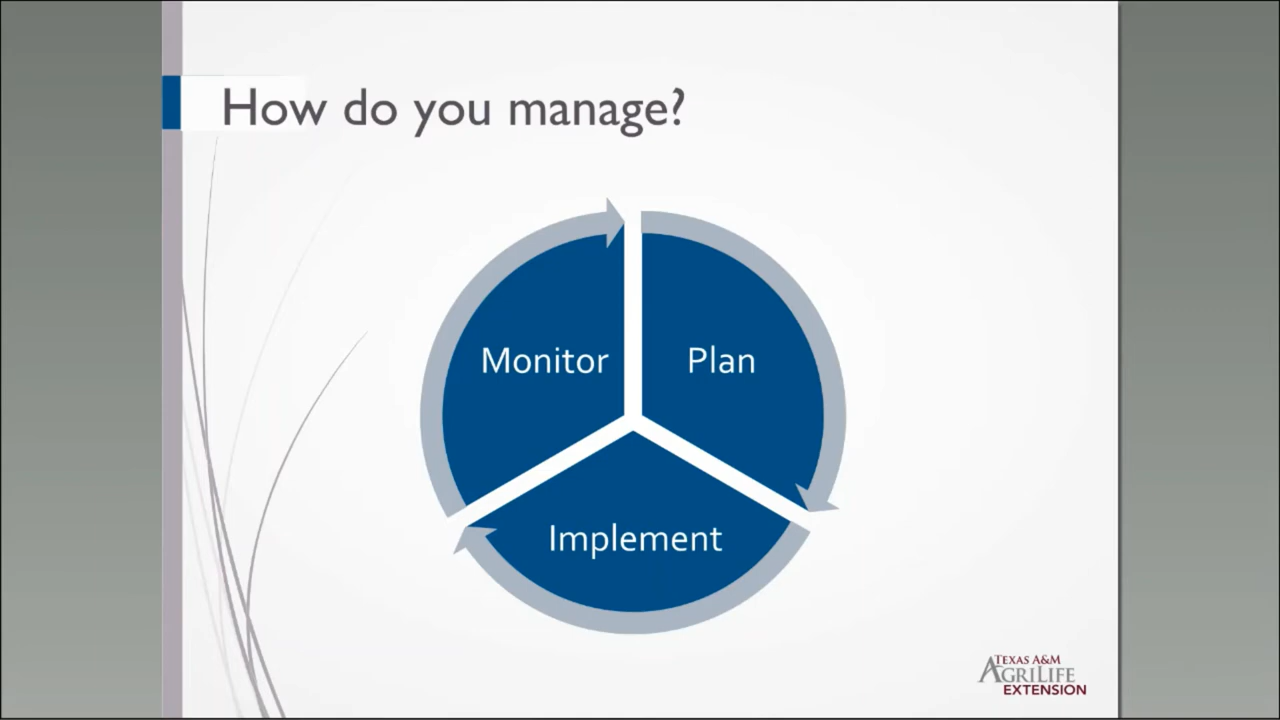 How do you manage?
Monitor
Plan
Implement
TEXAS A&M
AGRILIFE
EXTENSION